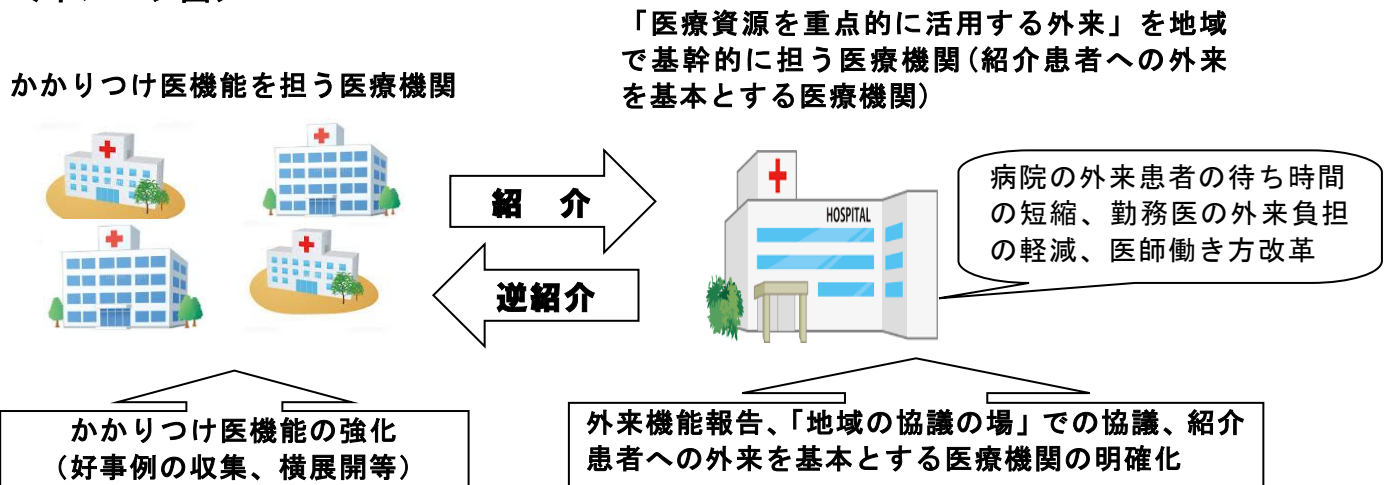 かかりつけ医機能を担う医療機関
「医療資源を重点的に活用する外来」を地域
で基幹的に担う医療機関(紹介患者への外来
を基本とする医療機関)
紹　介
逆紹介
HOSPITAL
病院の外来患者の待ち時間
の短縮、勤務医の外来負担
の軽減、医師働き方改革
かかりつけ医機能の強化
(好事例の収集、横展開等)
外来機能報告、「地域の協議の場」での協議、紹介
患者への外来を基本とする医療機関の明確化